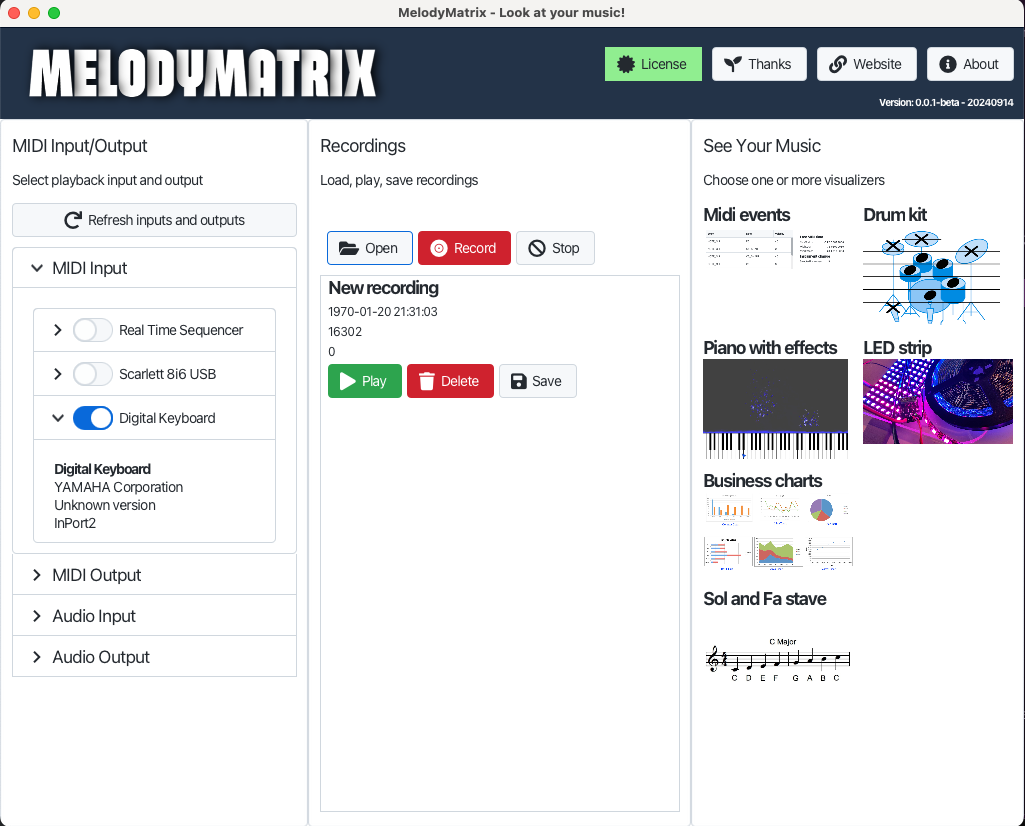 MelodyMatrix - Look at your music!
MELODYMATRIX
License
Thanks
Website
About
Version: 0.0.1-beta - 20240914
MIDI Input/Output
Select playback input and output
Refresh inputs and outputs
MIDI Input
Real Time Sequencer
Scarlett 8i6 USB
Digital Keyboard
Digital Keyboard
YAMAHA Corporation
Unknown version
InPort2
MIDI Output
Audio Input
Audio Output
Recordings
Load, play, save recordings
Open
Record
Stop
New recording
1970-01-20 21:31:03
16302
0
Play
Delete
Save
See Your Music
Choose one or more visualizers
Midi events
Drum kit
Piano with effects
LED strip
Business charts
Sol and Fa stave
C Major
C D E F G A B C